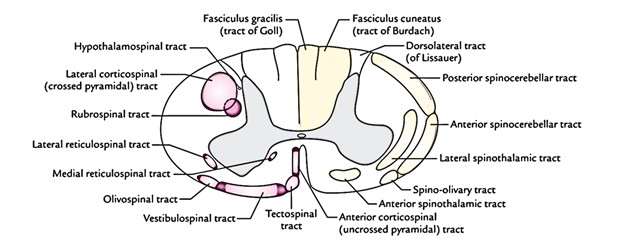 Fasciculus gracilis
(tract of Goll)
Fasciculus cuneatus
(tract of Burdach)
Hypothalamospinal tract
Dorsolateral tract
(of Lissauer)
Lateral corticospinal
(crossed pyramidal) tract
Posterior spinocerebellar tract
Rubrospinal tract
Anterior spinocerebellar tract
Lateral reticulospinal tract
Lateral spinothalamic tract
Medial reticulospinal tract
Spino-olivary tract
Olivospinal tract
Anterior spinothalamic tract
Vestibulospinal tract
Tectospinal
tract
Anterior corticospinal
(uncrossed pyramidal) tract